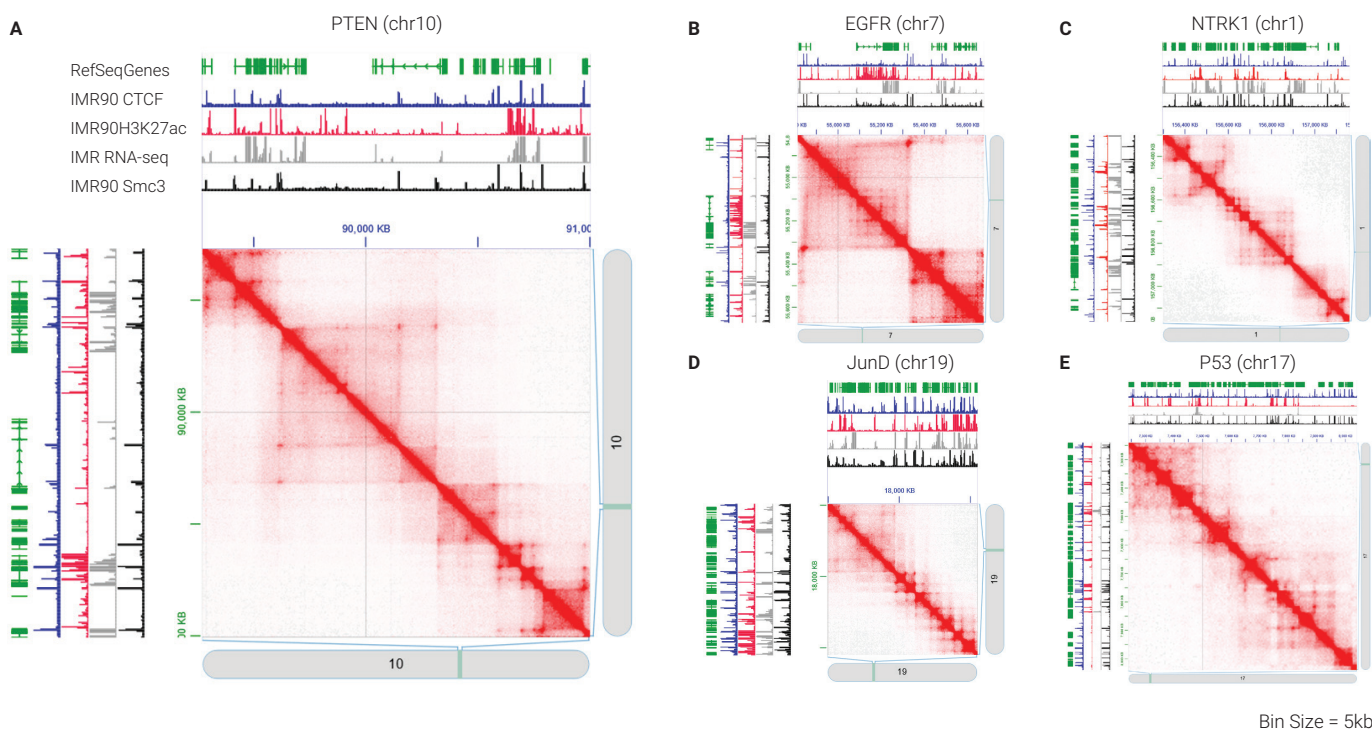 A
PTEN (chr10)
RefSeqGenes
IMR90 CTCF
IMR90H3K27ac
IMR RNA-seq
IMR90 Smc3
90,000 KB
91,00
90,000 KB
10
10
B
EGFR (chr7)
55,000 KB
55,200 KB
55,400 KB
55,600 KB
7
7
C
NTRK1 (chr1)
156,400 KB
156,600 KB
156,800 KB
157,000 KB
1
1
D
JunD (chr19)
18,000 KB
18,000 KB
19
19
E
P53 (chr17)
17
17
Bin Size = 5kb